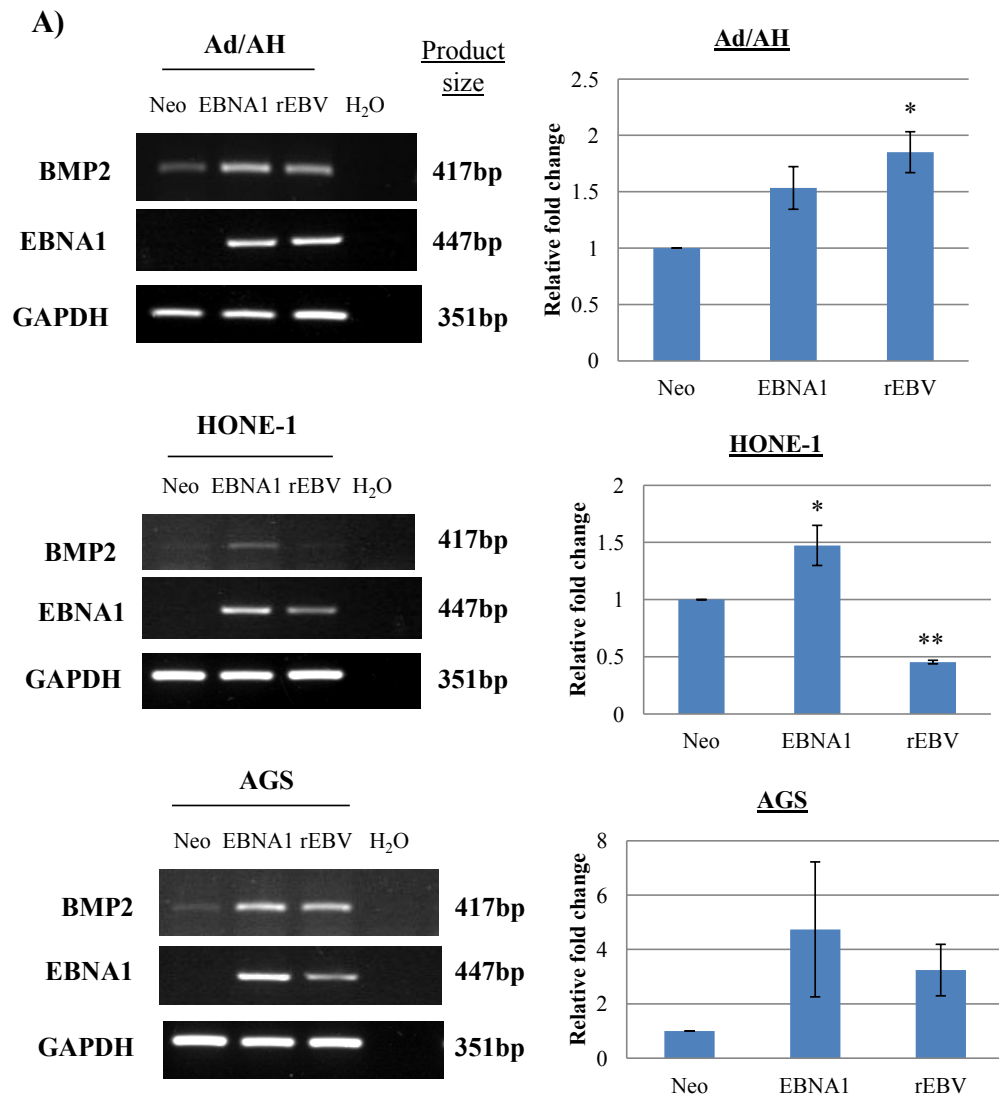 A)
Ad/AH
Product
size
Neo EBNA1 rEBV H₂O
BMP2 417bp
EBNA1 447bp
GAPDH 351bp
Ad/AH
Relative fold change
2.5
*
2
1.5
1
0.5
0
Neo EBNA1 rEBV
HONE-1
Neo EBNA1 rEBV H₂O
BMP2 417bp
EBNA1 447bp
GAPDH 351bp
HONE-1
Relative fold change
2
*
1.5
1
**
0.5
0
Neo EBNA1 rEBV
AGS
Neo EBNA1 rEBV H₂O
BMP2 417bp
EBNA1 447bp
GAPDH 351bp
AGS
Relative fold change
8
6
4
2
0
Neo EBNA1 rEBV